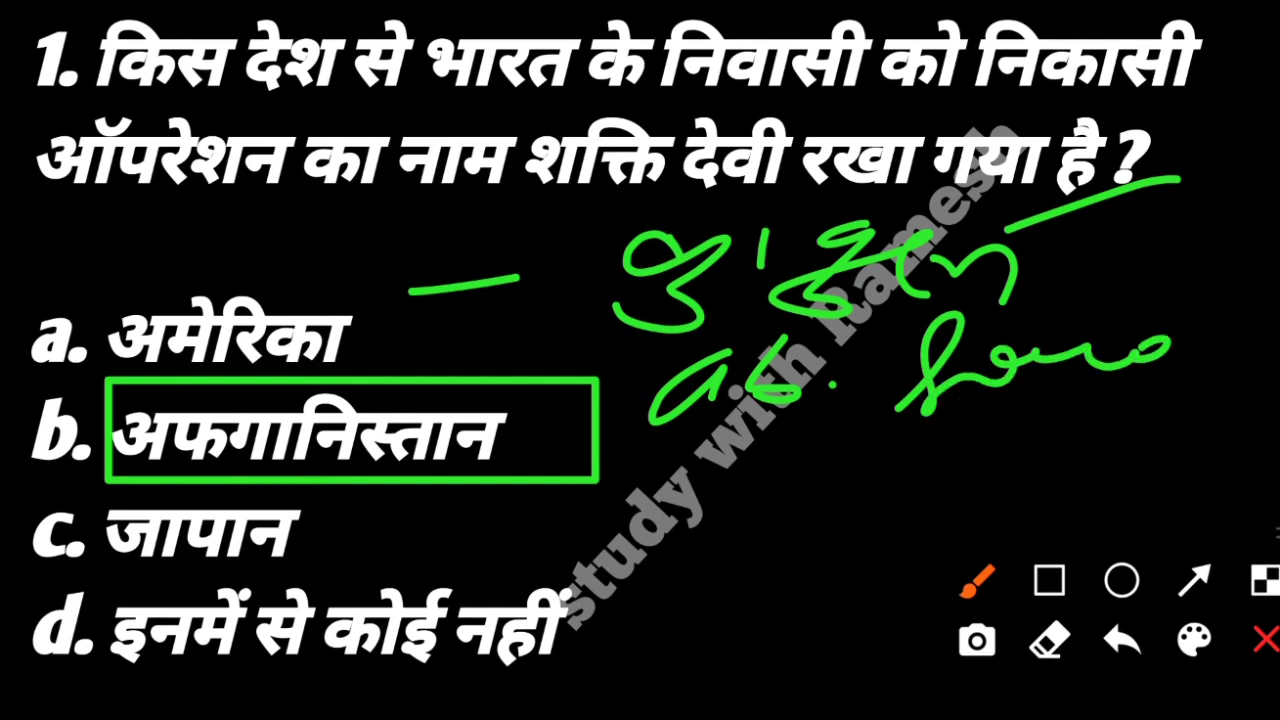 1. किस देश से भारत के निवासी को निकासी
ऑपरेशन का नाम शक्ति देवी रखा गया है ?
a. अमेरिका
b. अफगानिस्तान
c. जापान
d. इनमें से कोई नहीं
study with Ramesh